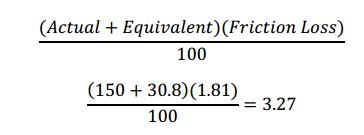 (Actual + Equivalent)(Friction Loss)
100
(150 + 30.8)(1.81)
100
= 3.27